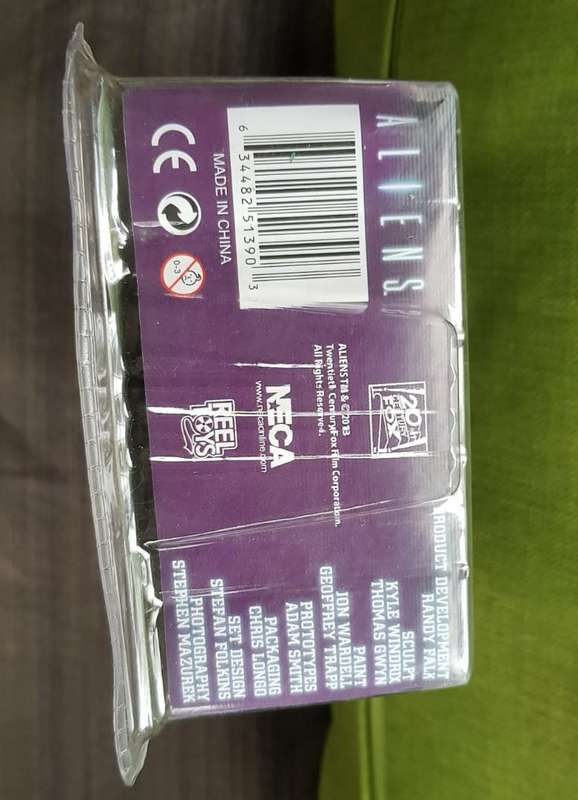 ALIENS
6 34482 51390 3
MADE IN CHINA
CE
0-3
20th
CENTURY
FOX
ALIENS TM & © 2013
Twentieth Century Fox Film Corporation.
All Rights Reserved.
NECA
www.necaonline.com
REEL
TOYS
PRODUCT DEVELOPMENT
RANDY FALK
SCULPT
KYLE WINDRIX
THOMAS GWYN
PAINT
JON WARDELL
GEOFFREY TRAPP
PROTOTYPES
ADAM SMITH
PACKAGING
CHRIS LONGO
SET DESIGN
STEFAN FOLKINS
PHOTOGRAPHY
STEPHEN MAZUREK